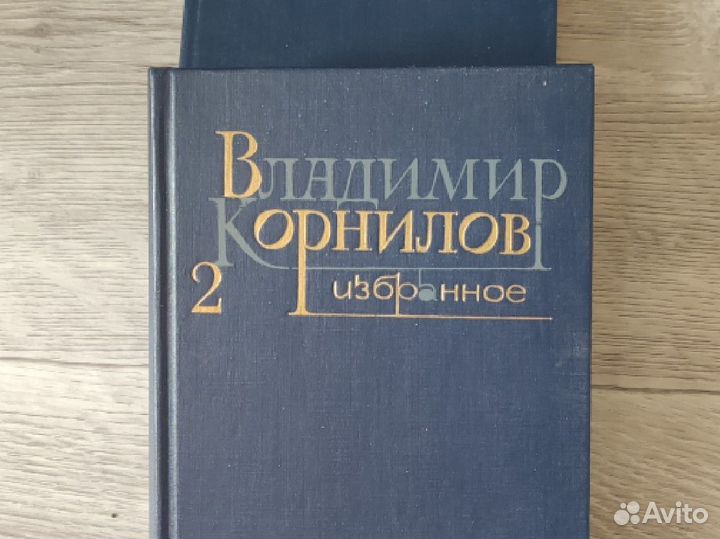 Владимир
Корнилов
2
избранное
Avito